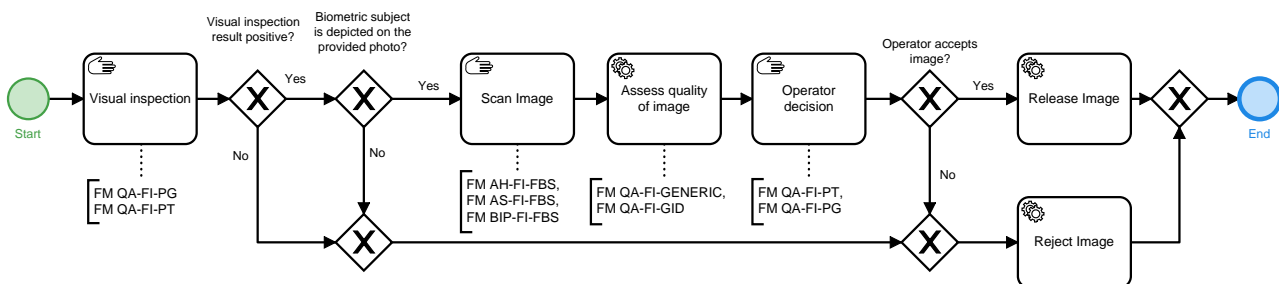 Visual inspection
result positive?
Biometric subject
is depicted on the
provided photo?
Operator accepts
image?
Start
Visual inspection
Yes
Yes
Scan Image
Assess quality
of image
Operator
decision
Yes
Release Image
End
No
No
No
FM QA-FI-PG
FM QA-FI-PT
FM AH-FI-FBS,
FM AS-FI-FBS,
FM BIP-FI-FBS
FM QA-FI-GENERIC,
FM QA-FI-GID
FM QA-FI-PT,
FM QA-FI-PG
Reject Image